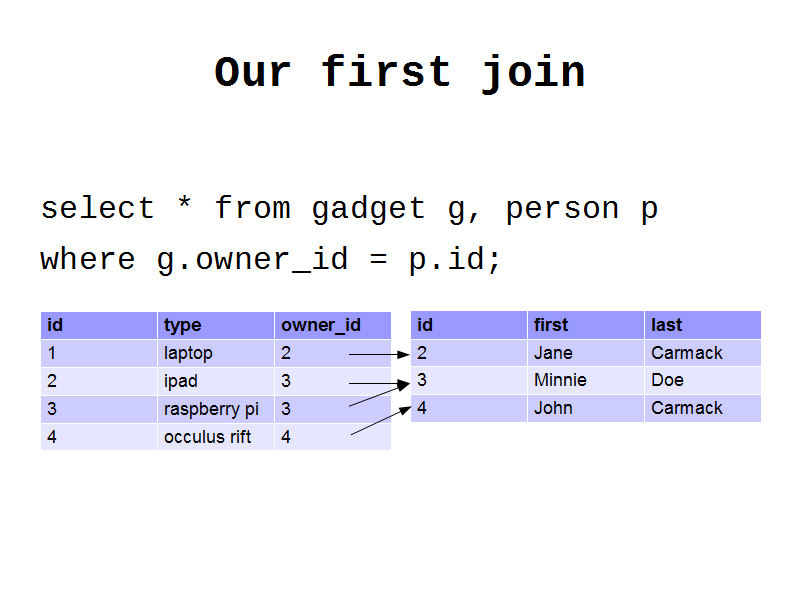 Our first join
select * from gadget g, person p
where g.owner_id = p.id;
id type owner_id id first last
1 laptop 2 2 Jane Carmack
2 ipad 3 3 Minnie Doe
3 raspberry pi 3 4 John Carmack
4 occulus rift 4